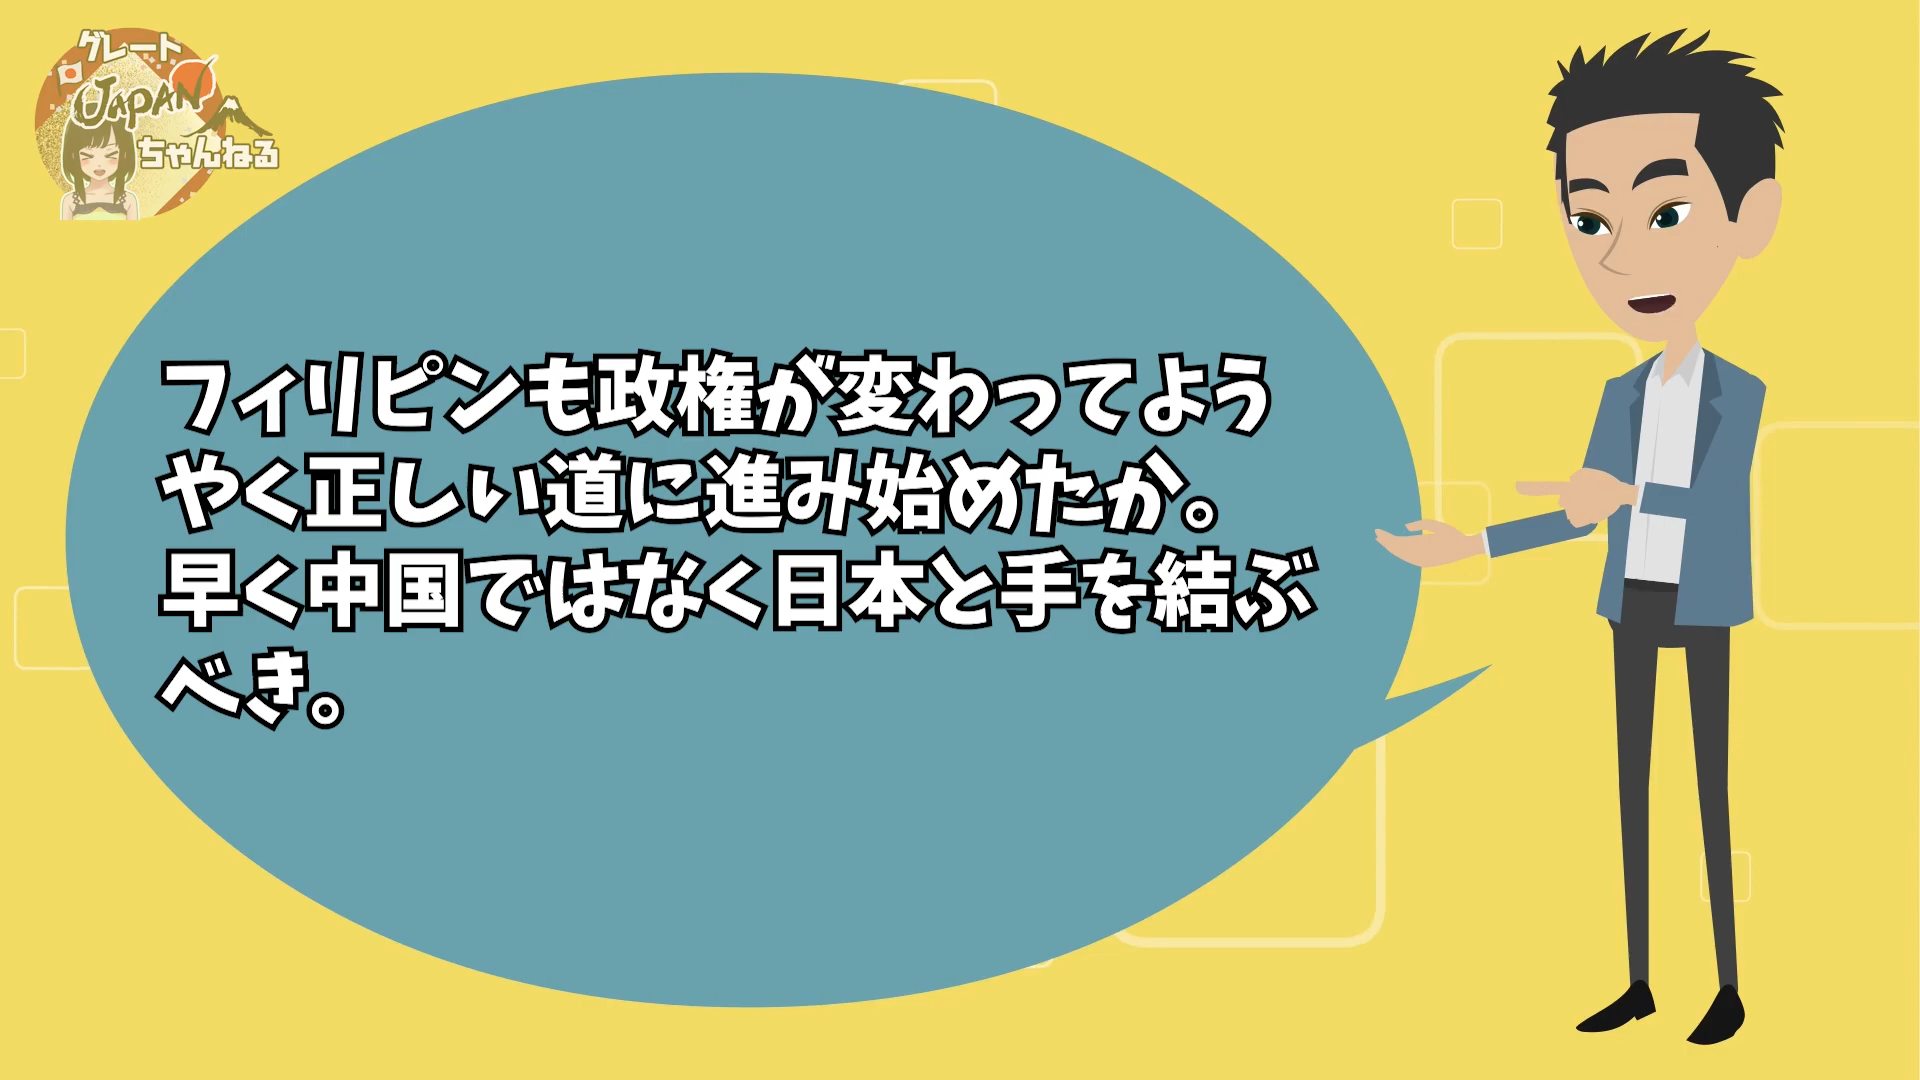 グレート
JAPAN
ちゃんねる
フィリピンも政権が変わってよう
やく正しい道に進み始めたか。
早く中国ではなく日本と手を結ぶ
べき。